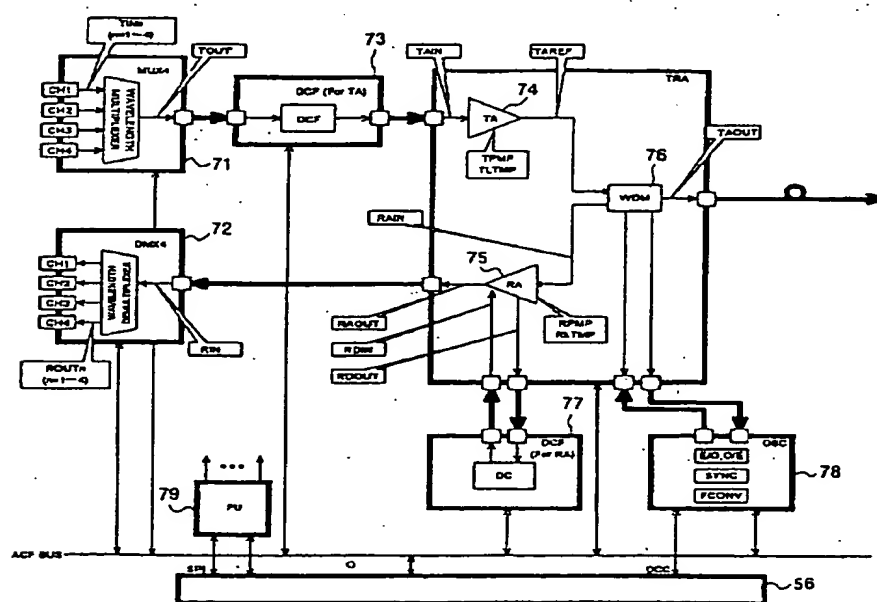 TINn
(n=1~4)
TOUT
73
TAIN
TAREF
MUX4
CH1
CH2
CH3
CH4
WAVELENGTH
MULTIPLEXER
71
DCF (For TA)
DCF
74
TA
TPMP
TLTMP
TRA
76
WDM
TAOUT
72
DMX4
CH1
CH2
CH3
CH4
ROUTn
(n=1~4)
RIN
RAIN
75
RA
RAOUT
RDIN
RDOUT
RPMP
77
DCF
(For RA)
DC
OSC
E/O, O/E
SYNC
FCONV
78
79
PU
ACF BUS
SPI
DCC
56